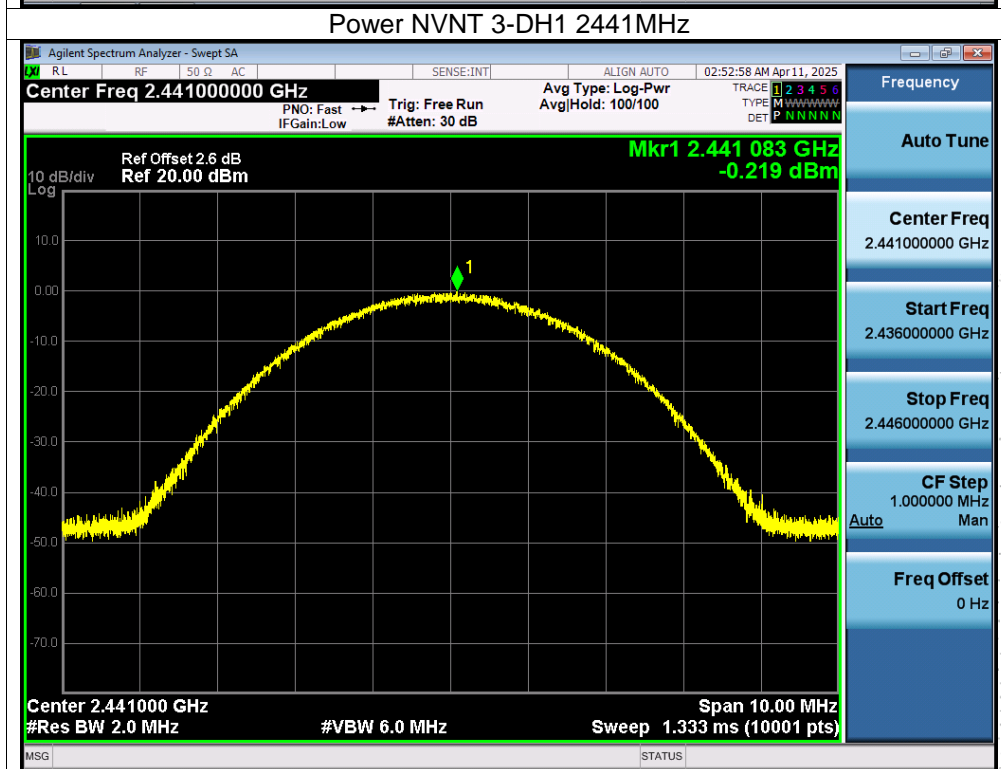 Power NVNT 3-DH1 2441MHz
Agilent Spectrum Analyzer - Swept SA
LXI RL RF 50 Ω AC SENSE:INT ALIGN AUTO 02:52:58 AM Apr 11, 2025
Center Freq 2.441000000 GHz
PNO: Fast
IFGain:Low
Trig: Free Run
#Atten: 30 dB
Avg Type: Log-Pwr
Avg|Hold: 100/100
TRACE 1 2 3 4 5 6
TYPE M WWWWW
DET P N N N N N
Ref Offset 2.6 dB
10 dB/div Ref 20.00 dBm
Log
Mkr1 2.441 083 GHz
-0.219 dBm
10.0
0.00
-10.0
-20.0
-30.0
-40.0
-50.0
-60.0
-70.0
1
Center 2.441000 GHz Span 10.00 MHz
#Res BW 2.0 MHz #VBW 6.0 MHz Sweep 1.333 ms (10001 pts)
MSG STATUS
Frequency
Auto Tune
Center Freq
2.441000000 GHz
Start Freq
2.436000000 GHz
Stop Freq
2.446000000 GHz
CF Step
1.000000 MHz
Auto Man
Freq Offset
0 Hz